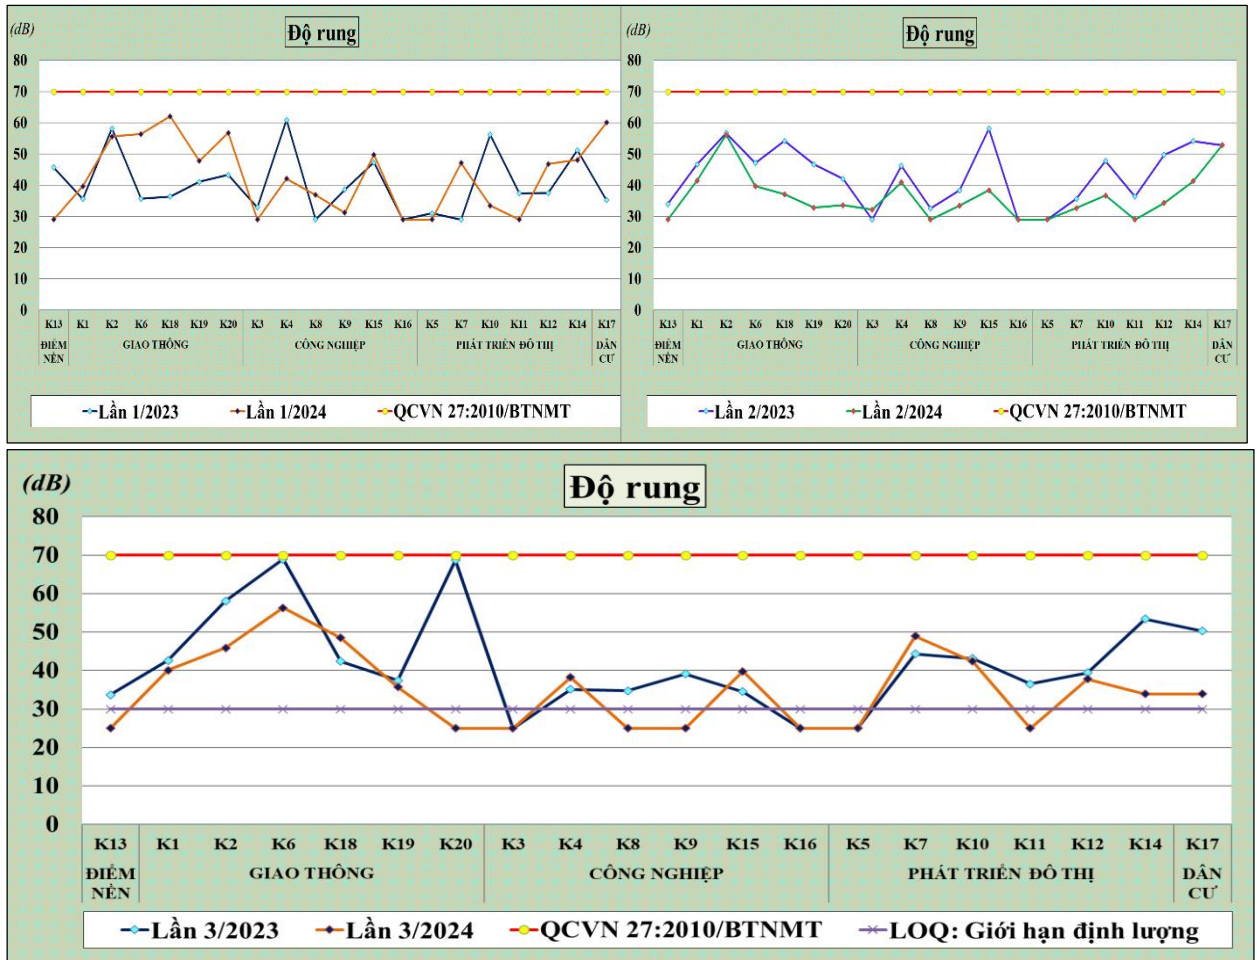 (dB)
Độ rung
80
70
60
50
40
30
20
10
0
K13 K1 K2 K6 K18 K19 K20 K3 K4 K8 K9 K15 K16 K5 K7 K10 K11 K12 K14 K17
ĐIỂM NỀN GIAO THÔNG CÔNG NGHIỆP PHÁT TRIỂN ĐÔ THỊ DÂN CƯ
Lần 1/2023 Lần 1/2024 QCVN 27:2010/BTNMT
(dB)
Độ rung
80
70
60
50
40
30
20
10
0
K13 K1 K2 K6 K18 K19 K20 K3 K4 K8 K9 K15 K16 K5 K7 K10 K11 K12 K14 K17
ĐIỂM NỀN GIAO THÔNG CÔNG NGHIỆP PHÁT TRIỂN ĐÔ THỊ DÂN CƯ
Lần 2/2023 Lần 2/2024 QCVN 27:2010/BTNMT
(dB)
Độ rung
80
70
60
50
40
30
20
10
0
K13 K1 K2 K6 K18 K19 K20 K3 K4 K8 K9 K15 K16 K5 K7 K10 K11 K12 K14 K17
ĐIỂM NỀN GIAO THÔNG CÔNG NGHIỆP PHÁT TRIỂN ĐÔ THỊ DÂN CƯ
Lần 3/2023 Lần 3/2024 QCVN 27:2010/BTNMT LOQ: Giới hạn định lượng